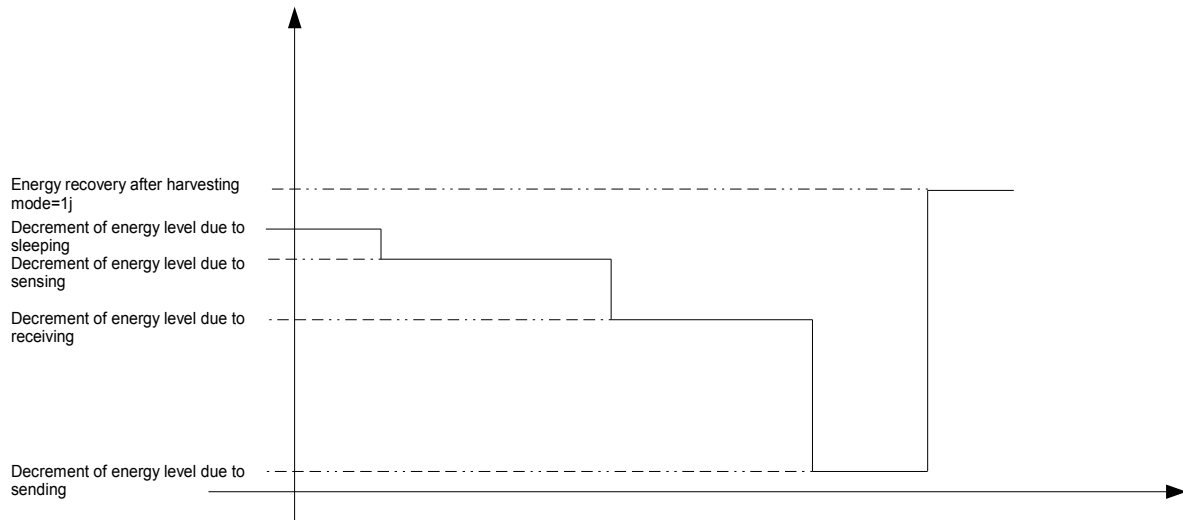 Energy recovery after harvesting
mode=1j
Decrement of energy level due to
sleeping
Decrement of energy level due to
sensing
Decrement of energy level due to
receiving
Decrement of energy level due to
sending